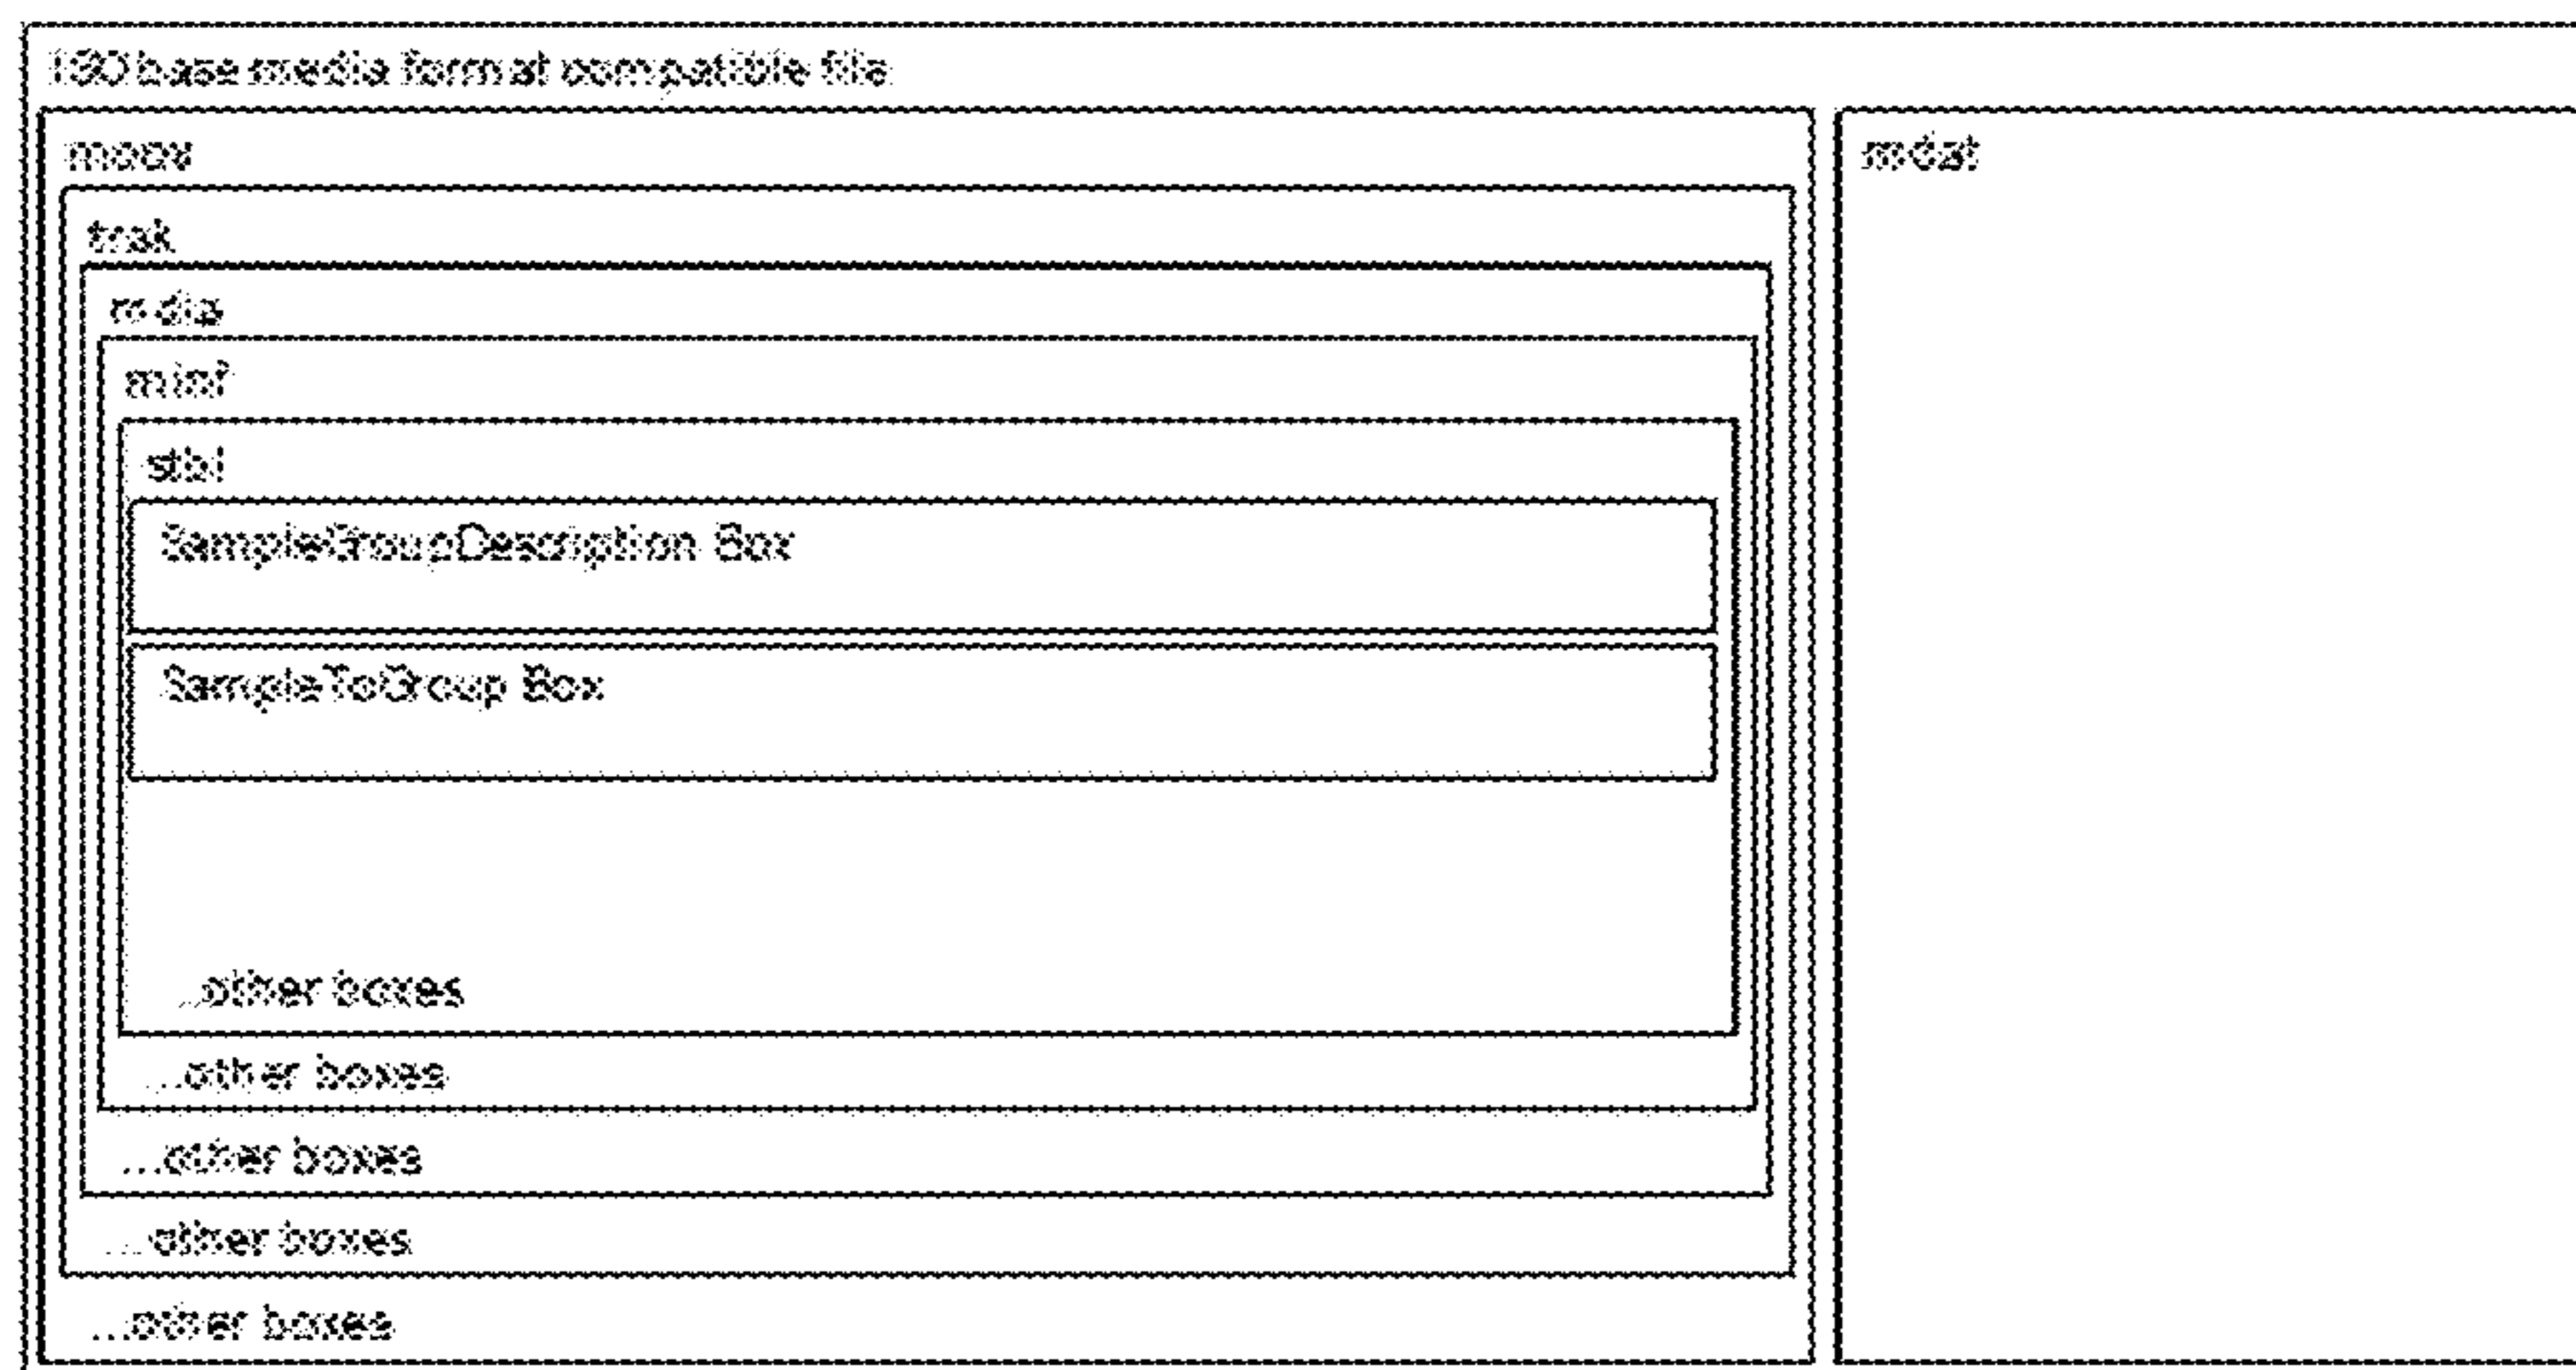 ISO base media format compatible file
moov
mdat
trak
mdia
minf
stbl
SampleGroupDescription Box
SampleToGroup Box
...other boxes
...other boxes
...other boxes
...other boxes
...other boxes